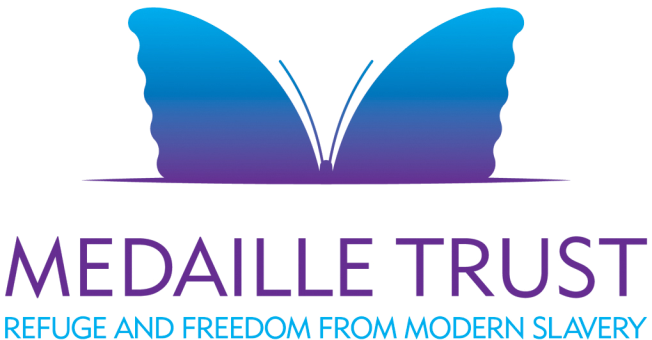 MEDAILLE TRUST
REFUGE AND FREEDOM FROM MODERN SLAVERY